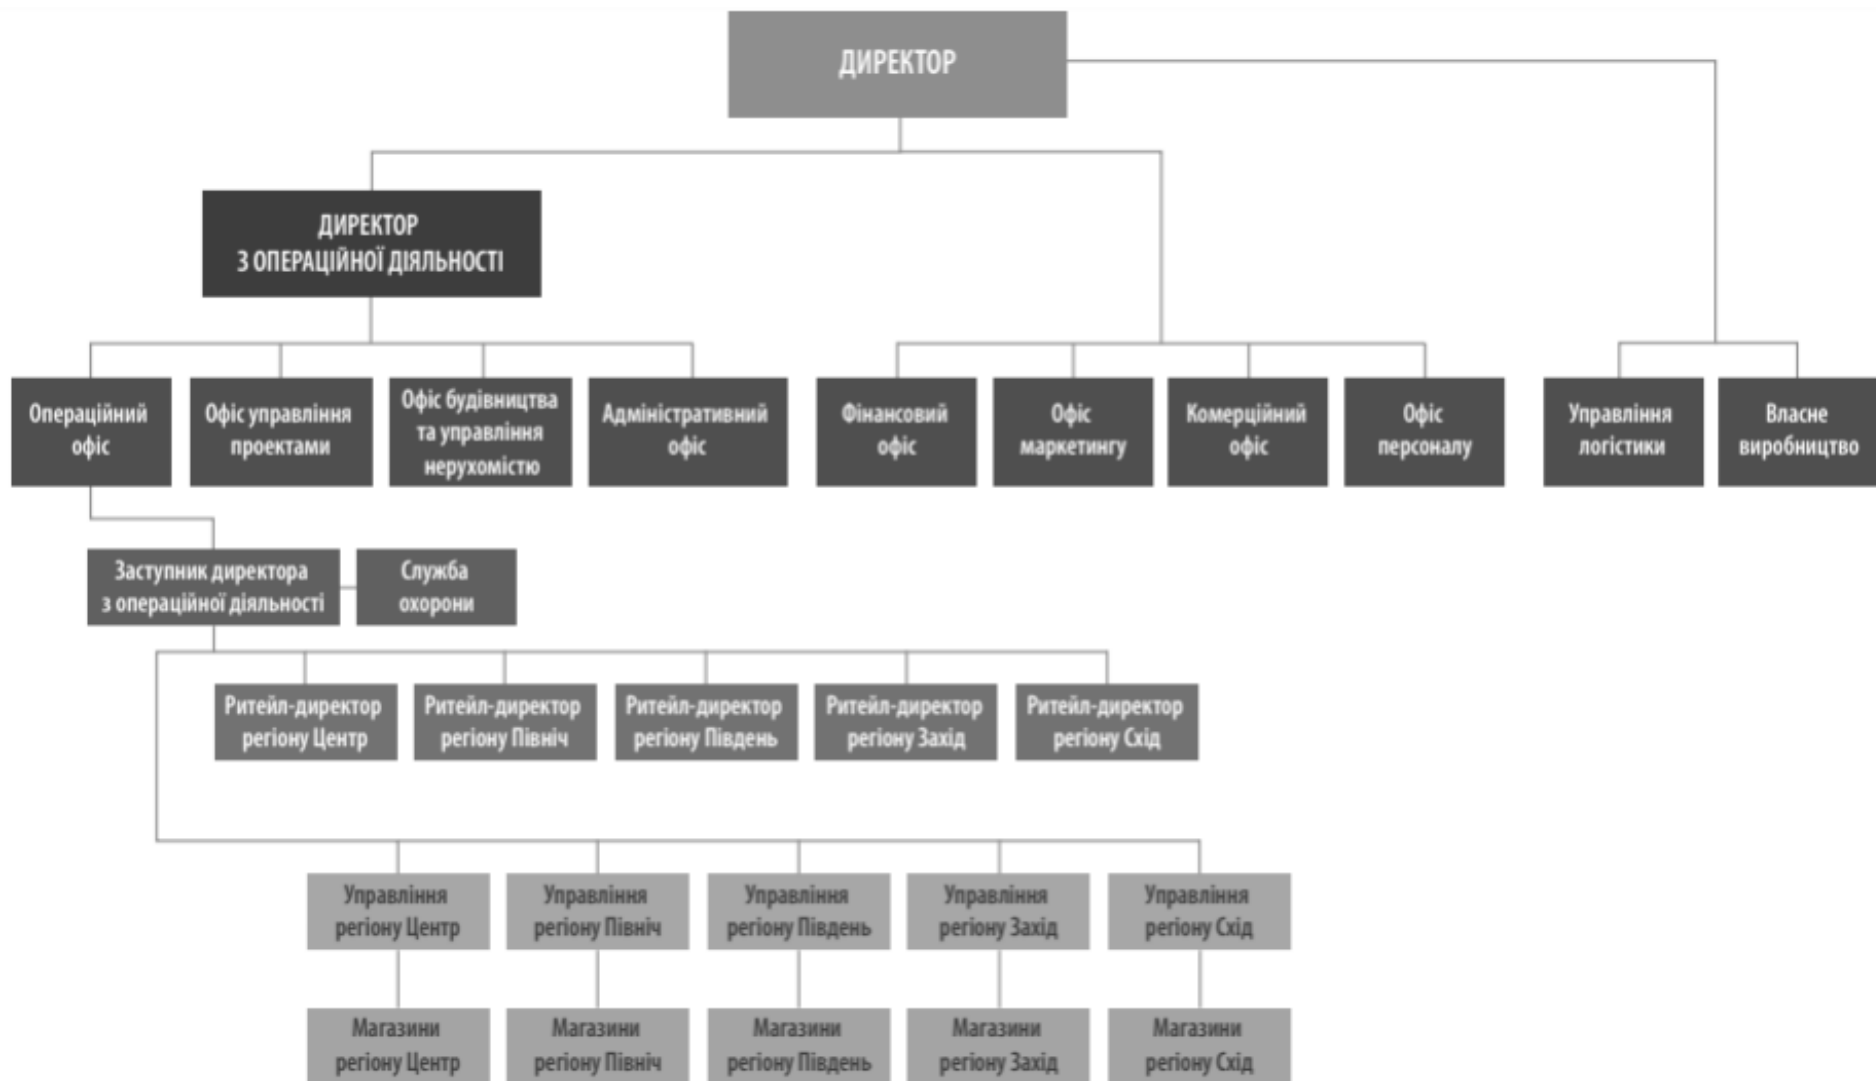 ДИРЕКТОР
ДИРЕКТОР
З ОПЕРАЦІЙНОЇ ДІЯЛЬНОСТІ
Операційний
офіс
Офіс управління
проектами
Офіс будівництва
та управління
нерухомістю
Адміністративний
офіс
Фінансовий
офіс
Офіс
маркетингу
Комерційний
офіс
Офіс
персоналу
Управління
логістики
Власне
виробництво
Заступник директора
з операційної діяльності
Служба
охорони
Ритейл-директор
регіону Центр
Ритейл-директор
регіону Північ
Ритейл-директор
регіону Південь
Ритейл-директор
регіону Захід
Ритейл-директор
регіону Схід
Управління
регіону Центр
Управління
регіону Північ
Управління
регіону Південь
Управління
регіону Захід
Управління
регіону Схід
Магазини
регіону Центр
Магазини
регіону Північ
Магазини
регіону Південь
Магазини
регіону Захід
Магазини
регіону Схід